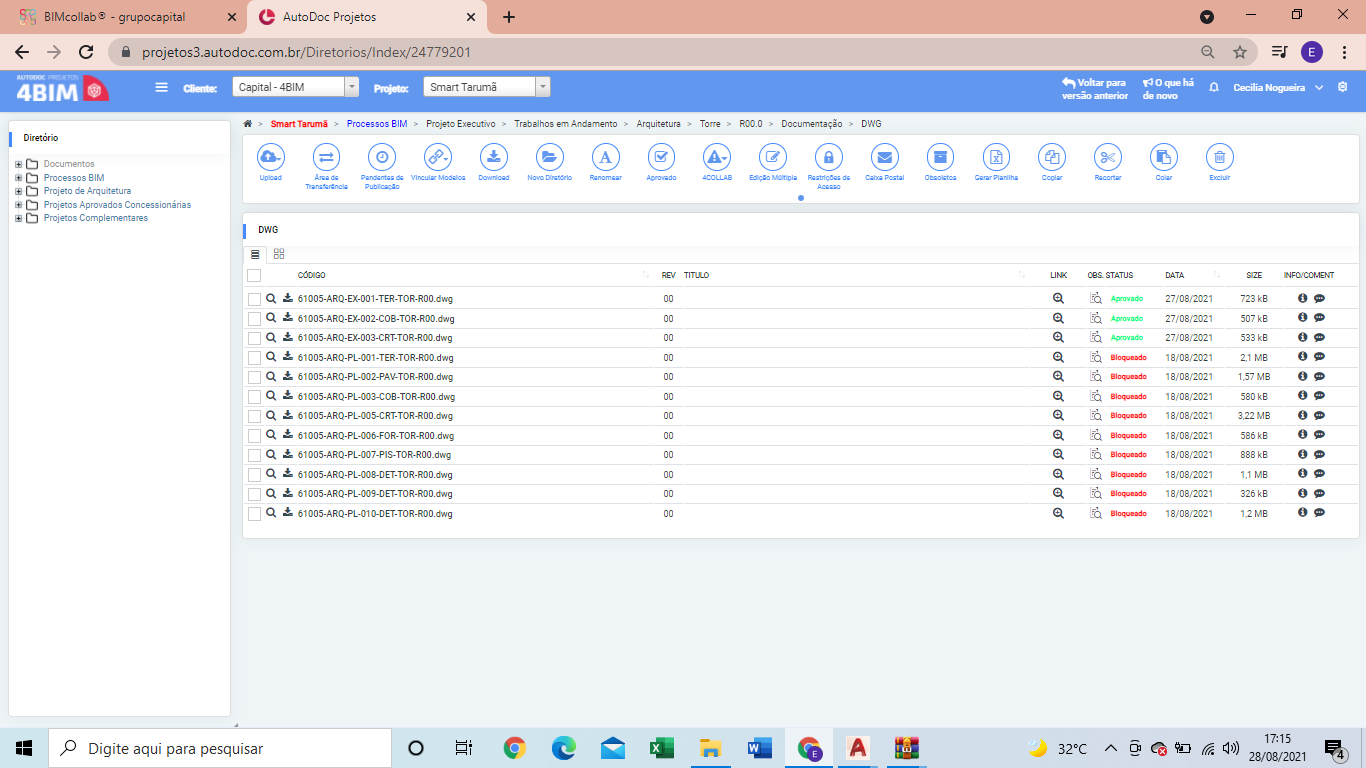 BIMcollab® - grupocapital
AutoDoc Projetos
projetos3.autodoc.com.br/Diretorios/Index/24779201
E
AUTODOC PROJETOS
4BIM
Cliente:
Capital - 4BIM
Projeto:
Smart Tarumã
Voltar para versão anterior
O que há de novo
Cecilia Nogueira
Diretório
Documentos
Processos BIM
Projeto de Arquitetura
Projetos Aprovados Concessionárias
Projetos Complementares
> Smart Tarumã > Processos BIM > Projeto Executivo > Trabalhos em Andamento > Arquitetura > Torre > R00.0 > Documentação > DWG
Upload
Área de Transferência
Pendentes de Publicação
Vincular Modelos
Download
Novo Diretório
Renomear
Aprovado
4COLLAB
Edição Múltipla
Restrições de Acesso
Caixa Postal
Obsoletos
Gerar Planilha
Copiar
Recortar
Colar
Excluir
DWG
CÓDIGO REV TITULO LINK OBS. STATUS DATA SIZE INFO/COMENT
61005-ARQ-EX-001-TER-TOR-R00.dwg 00 Aprovado 27/08/2021 723 kB
61005-ARQ-EX-002-COB-TOR-R00.dwg 00 Aprovado 27/08/2021 507 kB
61005-ARQ-EX-003-CRT-TOR-R00.dwg 00 Aprovado 27/08/2021 533 kB
61005-ARQ-PL-001-TER-TOR-R00.dwg 00 Bloqueado 18/08/2021 2,1 MB
61005-ARQ-PL-002-PAV-TOR-R00.dwg 00 Bloqueado 18/08/2021 1,57 MB
61005-ARQ-PL-003-COB-TOR-R00.dwg 00 Bloqueado 18/08/2021 580 kB
61005-ARQ-PL-005-CRT-TOR-R00.dwg 00 Bloqueado 18/08/2021 3,22 MB
61005-ARQ-PL-006-FOR-TOR-R00.dwg 00 Bloqueado 18/08/2021 586 kB
61005-ARQ-PL-007-PIS-TOR-R00.dwg 00 Bloqueado 18/08/2021 888 kB
61005-ARQ-PL-008-DET-TOR-R00.dwg 00 Bloqueado 18/08/2021 1,1 MB
61005-ARQ-PL-009-DET-TOR-R00.dwg 00 Bloqueado 18/08/2021 326 kB
61005-ARQ-PL-010-DET-TOR-R00.dwg 00 Bloqueado 18/08/2021 1,2 MB
Digite aqui para pesquisar
32°C
17:15
28/08/2021
4